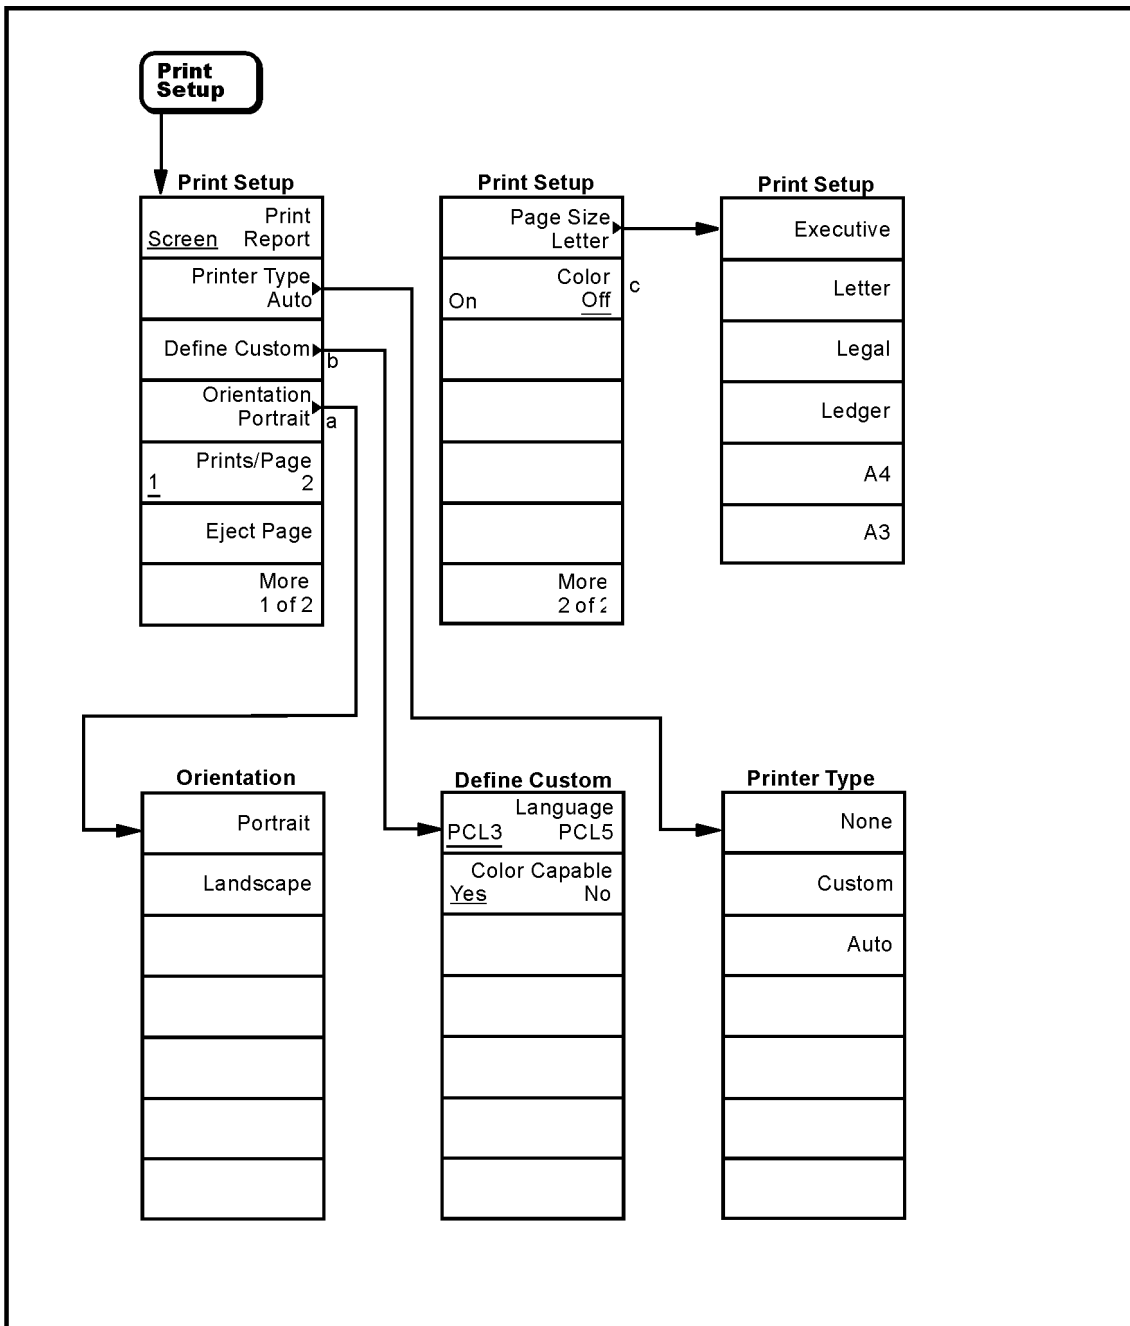 Print
Setup
Print Setup
Print
Screen Report
Printer Type
Auto
Define Custom
b
Orientation
Portrait
a
Prints/Page
1 2
Eject Page
More
1 of 2
Print Setup
Page Size
Letter
Color
On Off
c
More
2 of 2
Print Setup
Executive
Letter
Legal
Ledger
A4
A3
Orientation
Portrait
Landscape
Define Custom
Language
PCL3 PCL5
Color Capable
Yes No
Printer Type
None
Custom
Auto